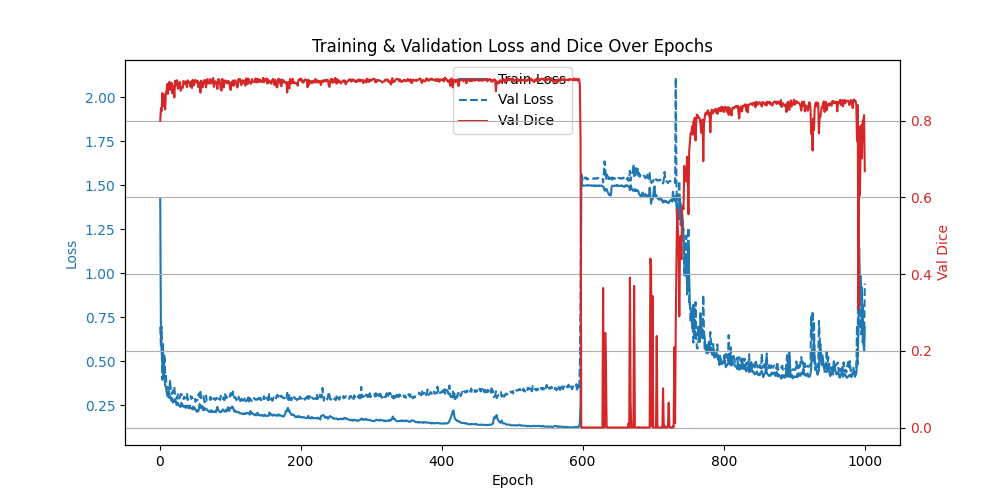 Training & Validation Loss and Dice Over Epochs
Train Loss
Val Loss
Val Dice
2.00
1.75
1.50
1.25
1.00
0.75
0.50
0.25
Loss
0.8
0.6
0.4
0.2
0.0
Val Dice
0 200 400 600 800 1000
Epoch